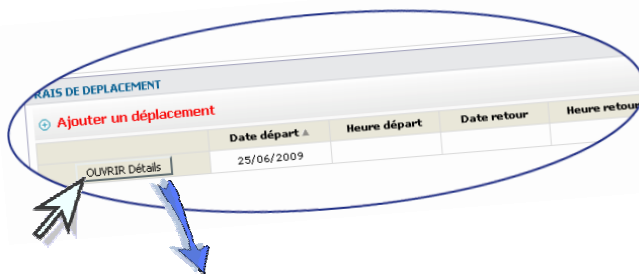 RAIS DE DEPLACEMENT
Ajouter un déplacement
Date départ Heure départ Date retour Heure retour
OUVRIR Détails 25/06/2009